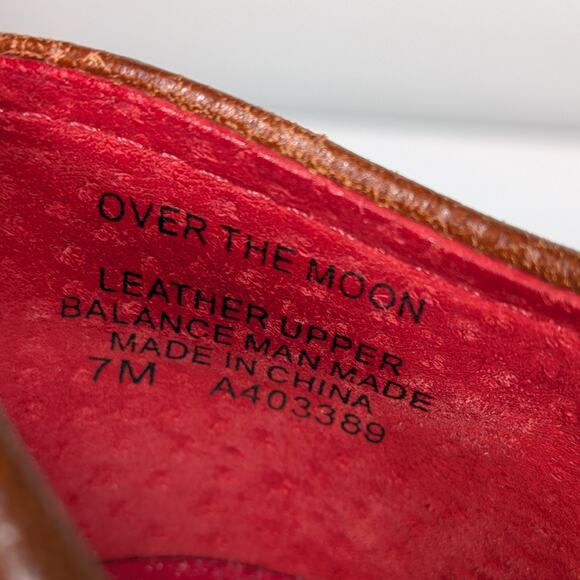 OVER THE MOON
LEATHER UPPER
BALANCE MAN MADE
MADE IN CHINA
7M A403389